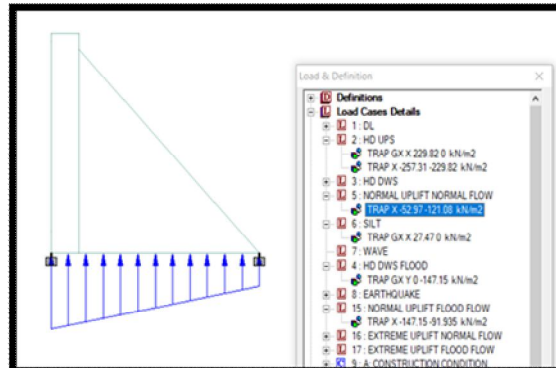 Load & Definition
Definitions
Load Cases Details
1 : DL
2 : HD UPS
TRAP GX X 229.82 0 kN/m2
TRAP X -257.31 -229.82 kN/m2
3 : HD DWS
5 : NORMAL UPLIFT NORMAL FLOW
TRAP X -52.97 -121.08 kN/m2
6 : SILT
TRAP GX X 27.47 0 kN/m2
7 : WAVE
4 : HD DWS FLOOD
TRAP GX Y 0 -147.15 kN/m2
8 : EARTHQUAKE
15 : NORMAL UPLIFT FLOOD FLOW
TRAP X -147.15 -91.935 kN/m2
16 : EXTREME UPLIFT NORMAL FLOW
17 : EXTREME UPLIFT FLOOD FLOW
9 : A: CONSTRUCTION CONDITION